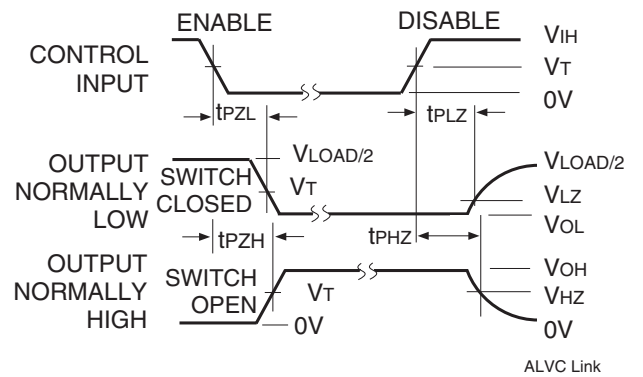 ENABLE
DISABLE
CONTROL
INPUT
VIH
VT
0V
tPZL
tPLZ
OUTPUT
NORMALLY
LOW
SWITCH
CLOSED
VLOAD/2
VT
VLOAD/2
VLZ
VOL
tPZH
tPHZ
OUTPUT
NORMALLY
HIGH
SWITCH
OPEN
VT
0V
VOH
VHZ
0V
ALVC Link